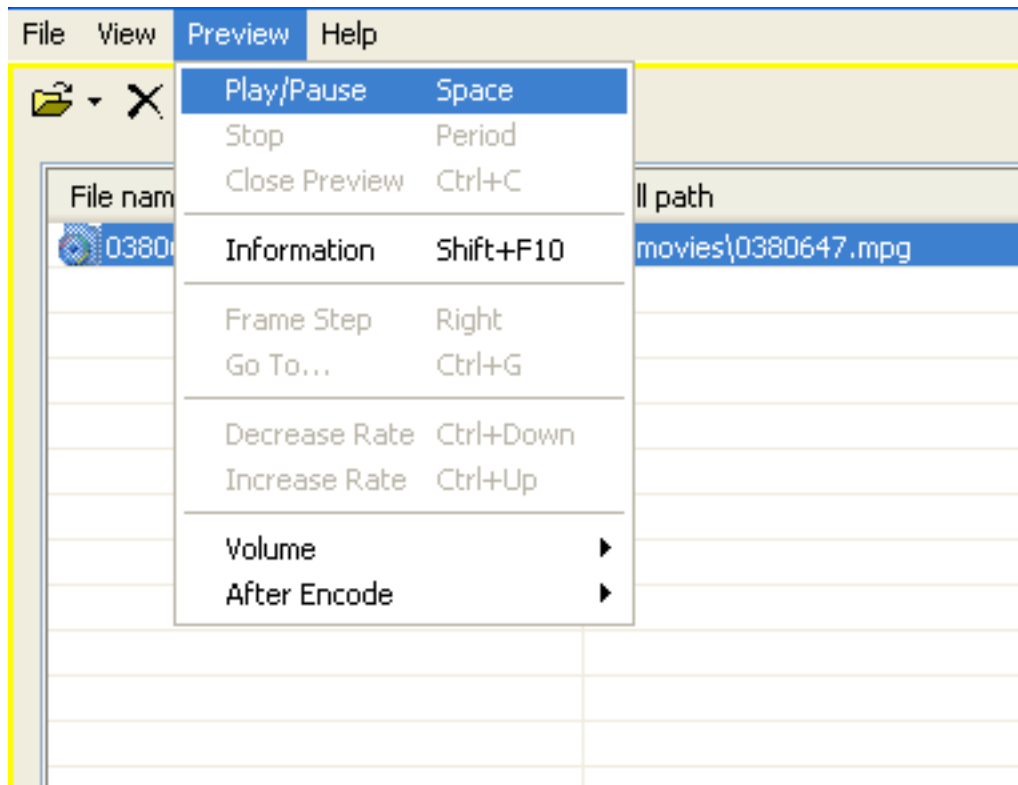 File View Preview Help
Play/Pause Space
Stop Period
Close Preview Ctrl+C
File nam ll path
Information Shift+F10
0380 movies\0380647.mpg
Frame Step Right
Go To... Ctrl+G
Decrease Rate Ctrl+Down
Increase Rate Ctrl+Up
Volume
After Encode